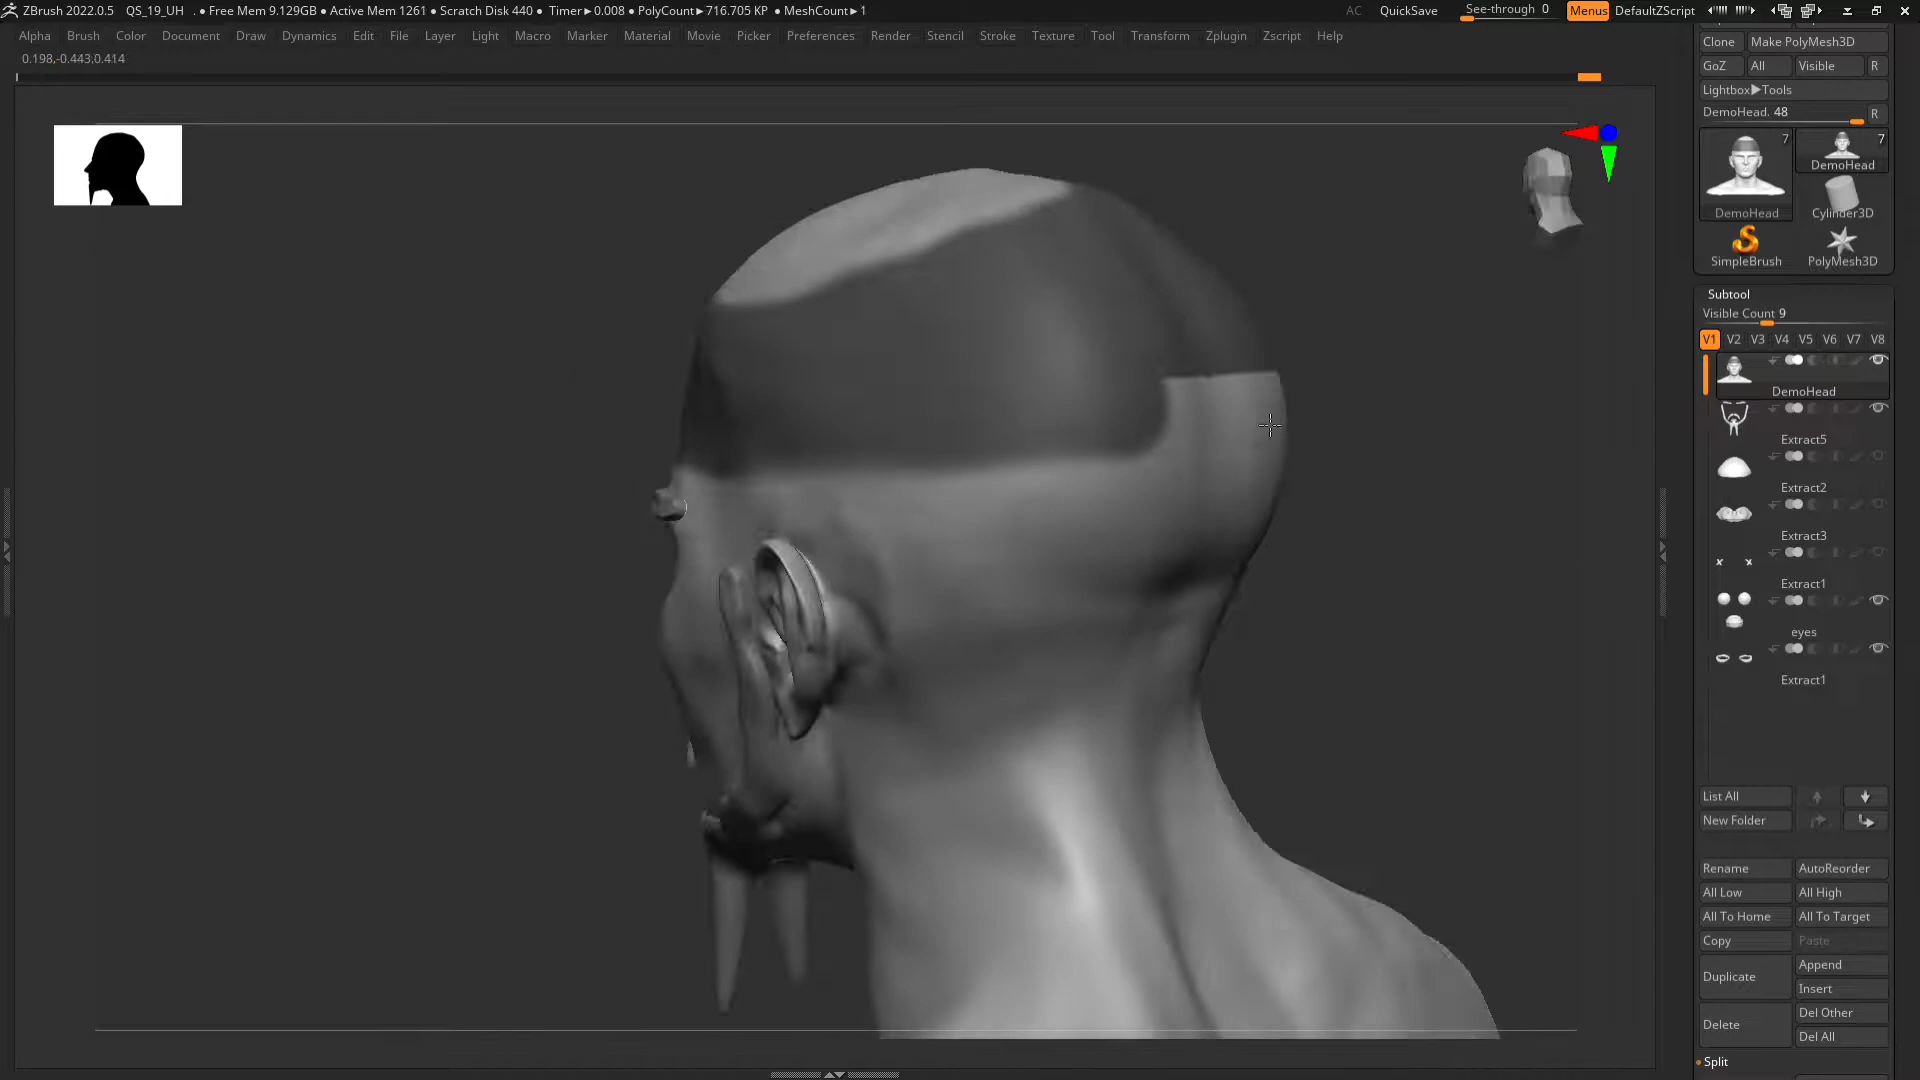 ZBrush 2022.0.5 QS_19_UH . ● Free Mem 9.129GB ● Active Mem 1261 ● Scratch Disk 440 ● Timer▸0.008 ● PolyCount▸716.705 KP ● MeshCount▸1 AC QuickSave See-through 0 Menus DefaultZScript
Alpha Brush Color Document Draw Dynamics Edit File Layer Light Macro Marker Material Movie Picker Preferences Render Stencil Stroke Texture Tool Transform Zplugin Zscript Help
0.198,-0.443,0.414
Clone Make PolyMesh3D
GoZ All Visible R
Lightbox▸Tools
DemoHead. 48 R
7 7
DemoHead
DemoHead Cylinder3D
SimpleBrush PolyMesh3D
Subtool
Visible Count 9
V1 V2 V3 V4 V5 V6 V7 V8
DemoHead
Extract5
Extract2
Extract3
Extract1
eyes
Extract1
List All
New Folder
Rename AutoReorder
All Low All High
All To Home All To Target
Copy Paste
Duplicate Append
Insert
Delete Del Other
Del All
Split